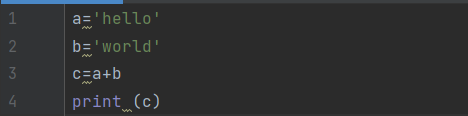 1 a='hello'
2 b='world'
3 c=a+b
4 print (c)